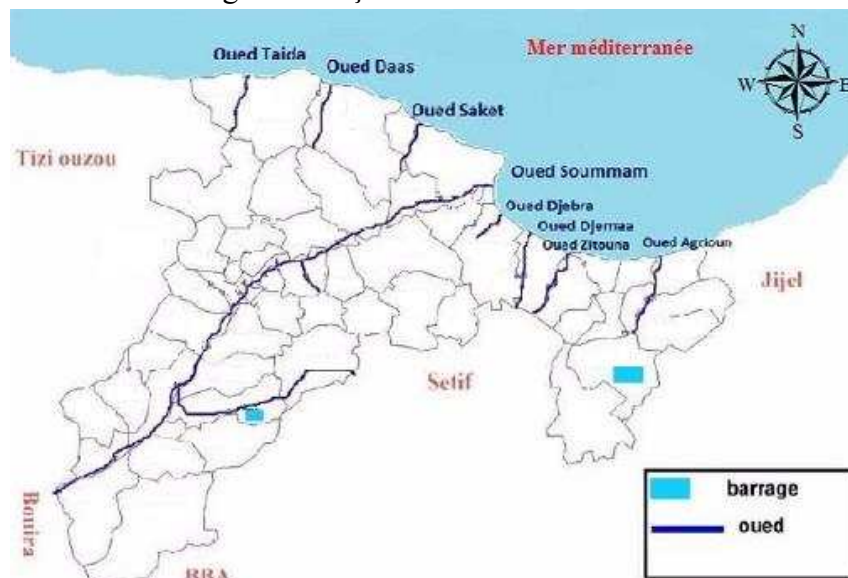 Mer méditerranée
N
W E
S
Oued Taida
Oued Daas
Oued Saket
Tizi ouzou
Oued Soummam
Oued Djebra
Oued Djemaa
Oued Zitouna
Oued Agrioun
Jijel
Setif
Bouira
BBA
barrage
oued